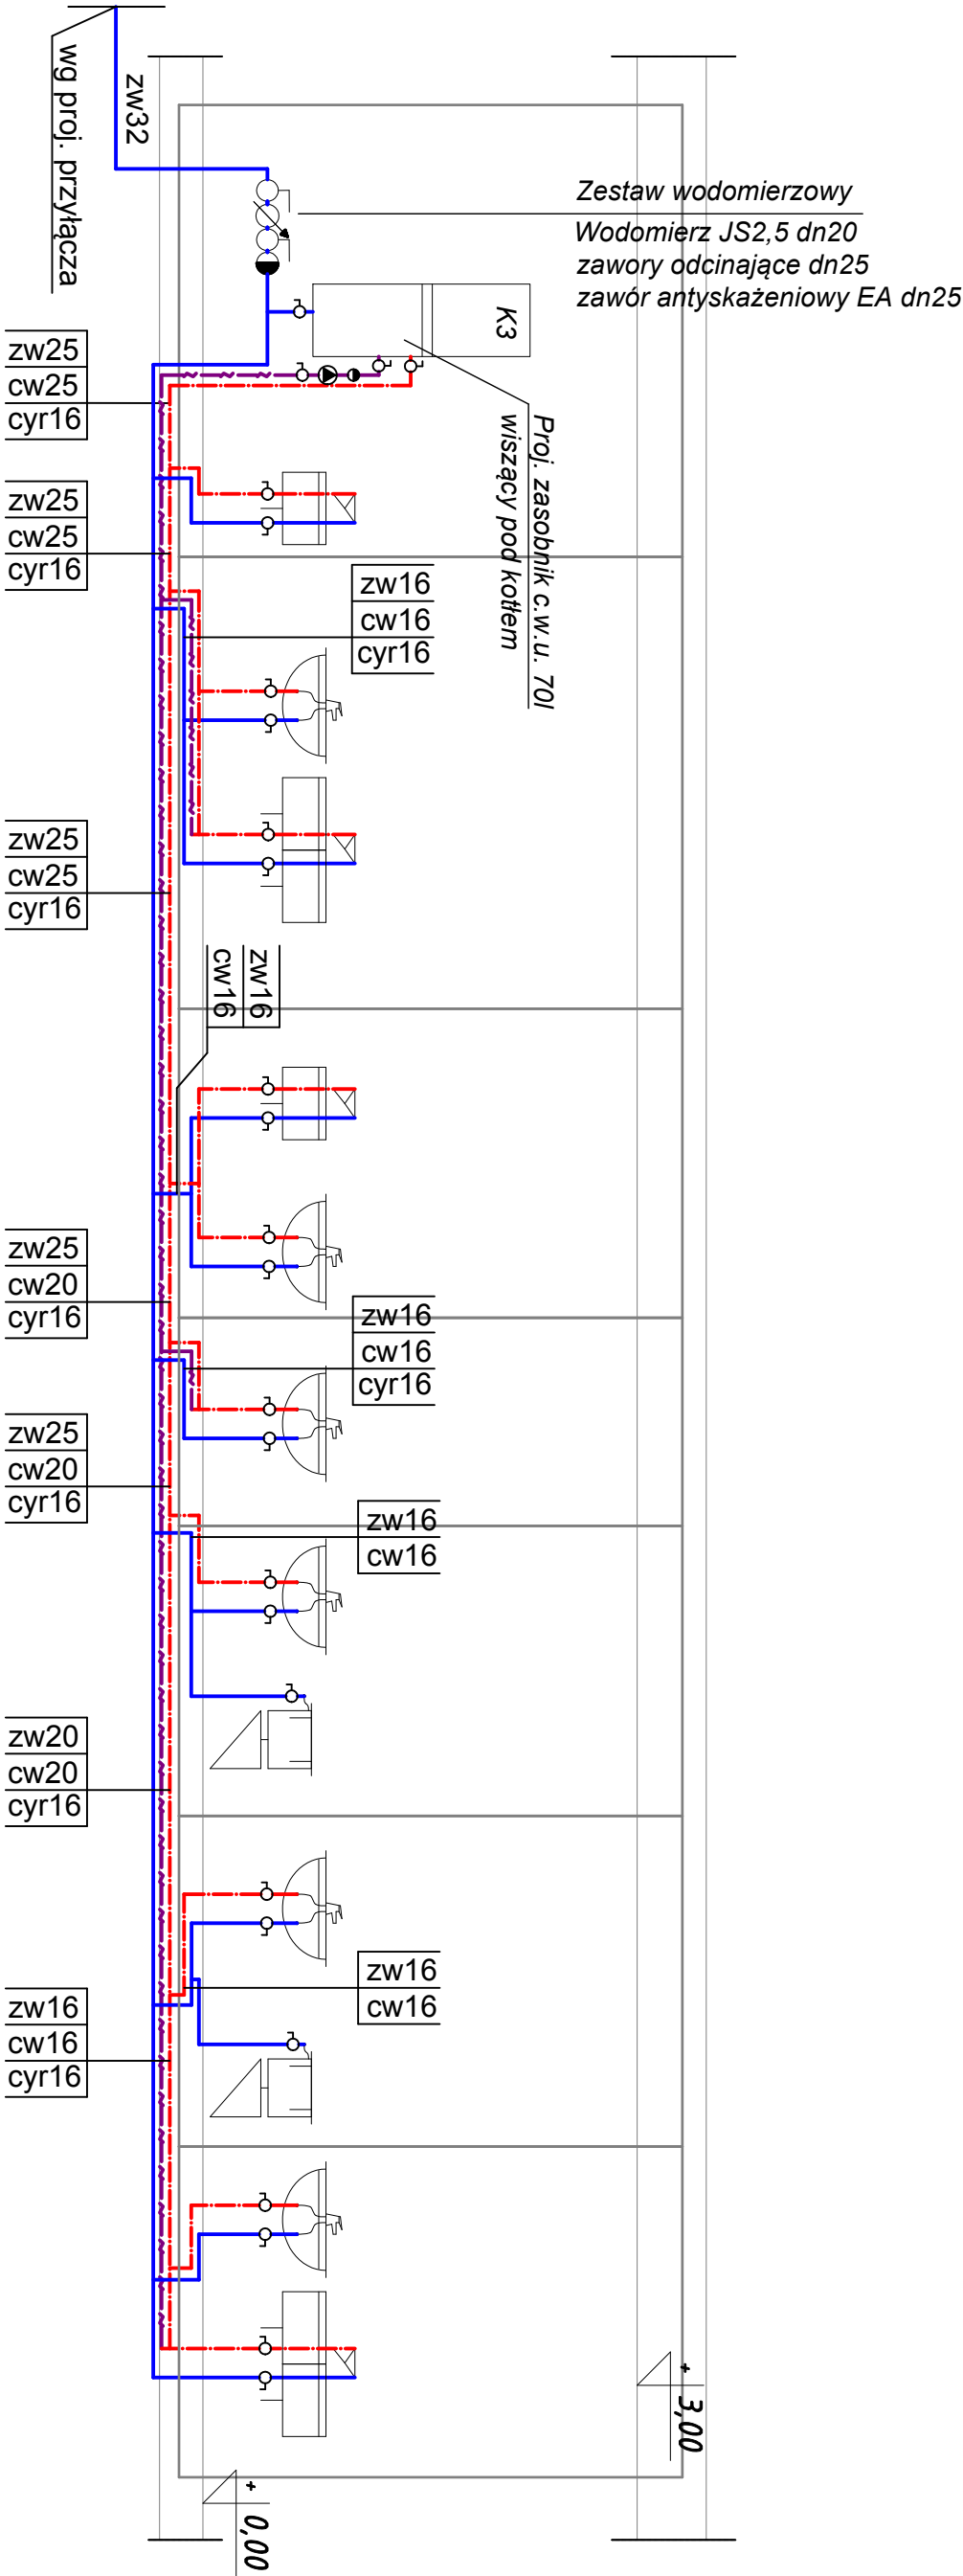 wg proj. przyłącza
zw32
Zestaw wodomierzowy
Wodomierz JS2,5 dn20
zawory odcinające dn25
zawór antyskażeniowy EA dn25
K3
Proj. zasobnik c.w.u. 70l
wiszący pod kotłem
zw25
cw25
cyr16
zw25
cw25
cyr16
zw16
cw16
cyr16
zw25
cw25
cyr16
zw16
cw16
zw25
cw20
cyr16
zw16
cw16
cyr16
zw25
cw20
cyr16
zw16
cw16
zw20
cw20
cyr16
zw16
cw16
zw16
cw16
cyr16
+ 3,00
+ 0,00